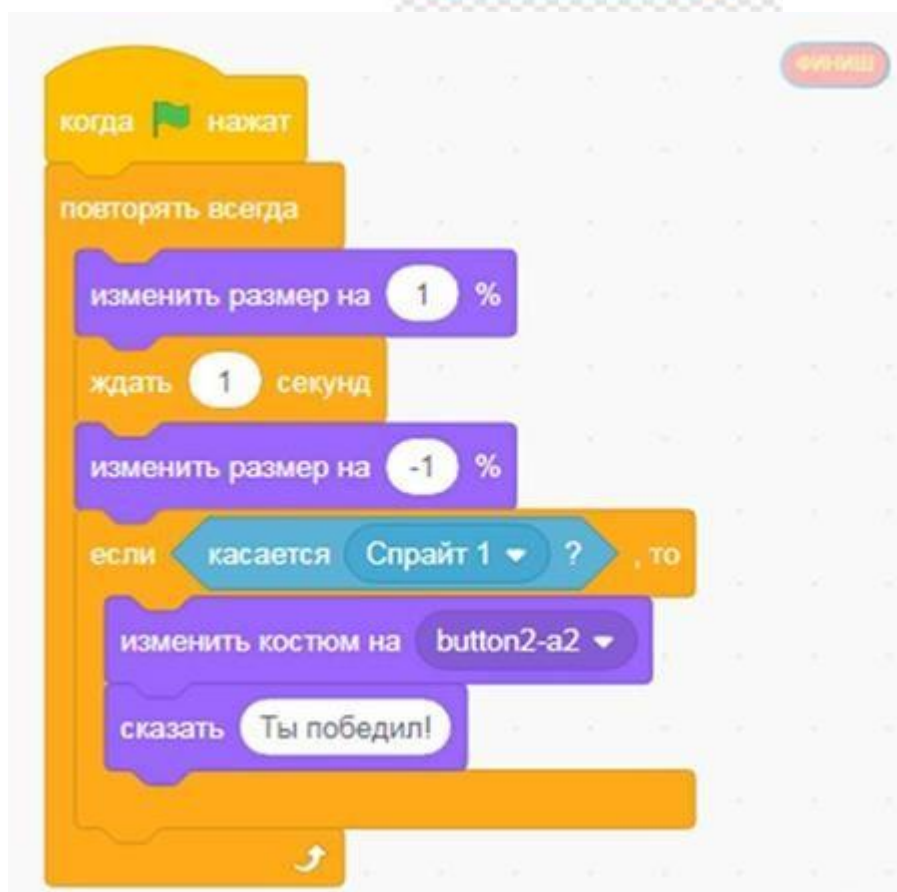 ФИНИШ
когда нажат
повторять всегда
изменить размер на 1 %
ждать 1 секунд
изменить размер на -1 %
если касается Спрайт 1 ? , то
изменить костюм на button2-a2
сказать Ты победил!